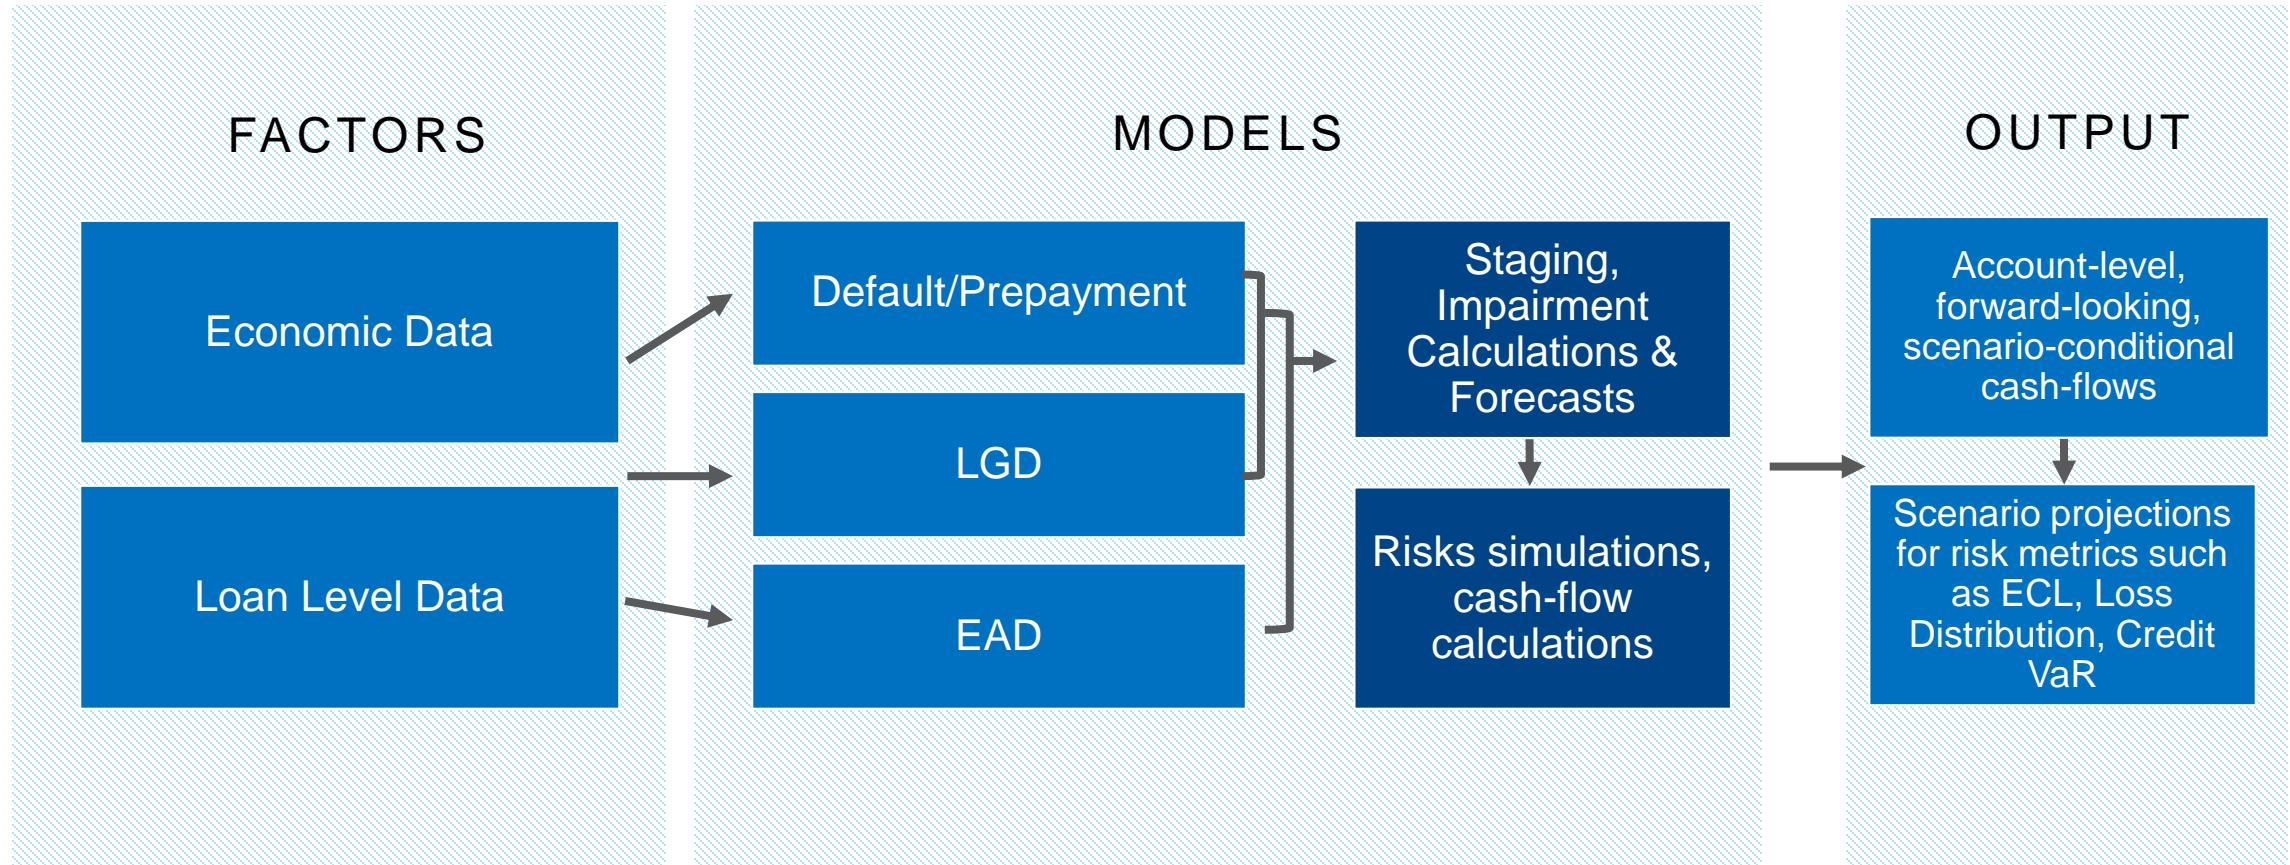 FACTORS
Economic Data
Loan Level Data
MODELS
Default/Prepayment
LGD
EAD
Staging,
Impairment
Calculations &
Forecasts
Risks simulations,
cash-flow
calculations
OUTPUT
Account-level,
forward-looking,
scenario-conditional
cash-flows
Scenario projections
for risk metrics such
as ECL, Loss
Distribution, Credit
VaR